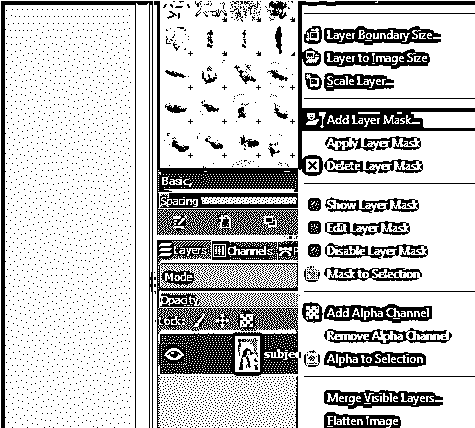 Layer Boundary Size...
Layer to Image Size
Scale Layer...
Add Layer Mask...
Apply Layer Mask
Delete Layer Mask
Show Layer Mask
Edit Layer Mask
Disable Layer Mask
Mask to Selection
Add Alpha Channel
Remove Alpha Channel
Alpha to Selection
Merge Visible Layers...
Flatten Image
Basic
Spacing
Layers
Channels
P
Mode
Opacity
Lock:
subje